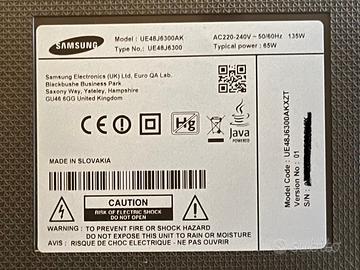 SAMSUNG
Model : UE48J6300AK
Type No. : UE48J6300
AC220-240V ~ 50/60Hz 135W
Typical power : 65W
Samsung Electronics (UK) Ltd, Euro QA Lab.
Blackbushe Business Park
Saxony Way, Yateley, Hampshire
GU46 6GG United Kingdom
CE
Hg
Java
POWERED
MADE IN SLOVAKIA
CAUTION
RISK OF ELECTRIC SHOCK
DO NOT OPEN
WARNING : TO PREVENT FIRE OR SHOCK HAZARD
DO NOT EXPOSE TO RAIN OR MOISTURE
AVIS : RISQUE DE CHOC ELECTRIQUE. NE PAS OUVRIR
Model Code : UE48J6300AKXZT
Version No : 01
S/N :
subito